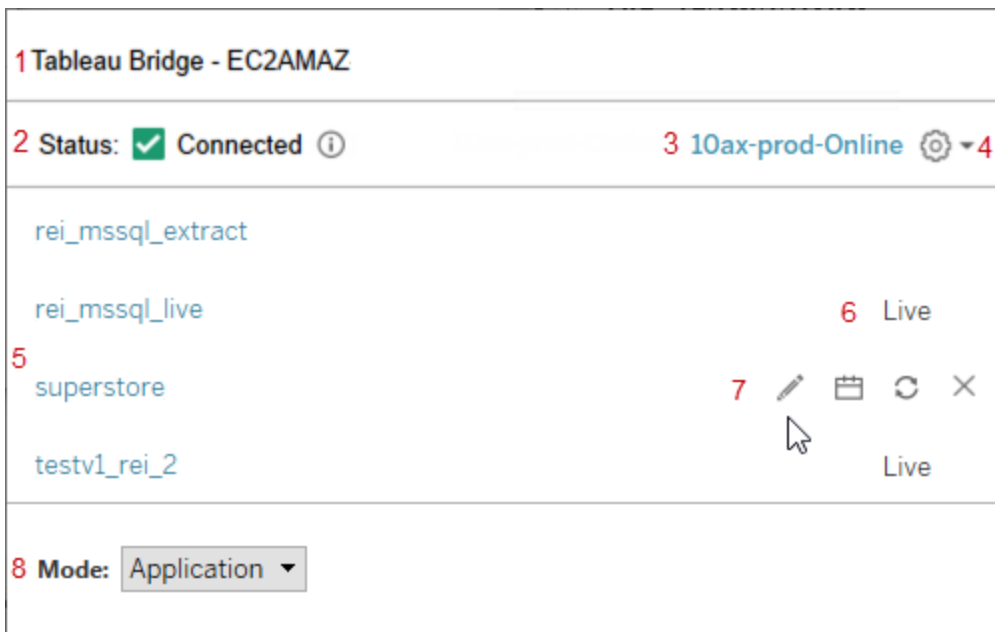 1 Tableau Bridge - EC2AMAZ
2 Status: Connected 3 10ax-prod-Online 4
rei_mssql_extract
rei_mssql_live 6 Live
5
superstore 7
testv1_rei_2 Live
8 Mode: Application